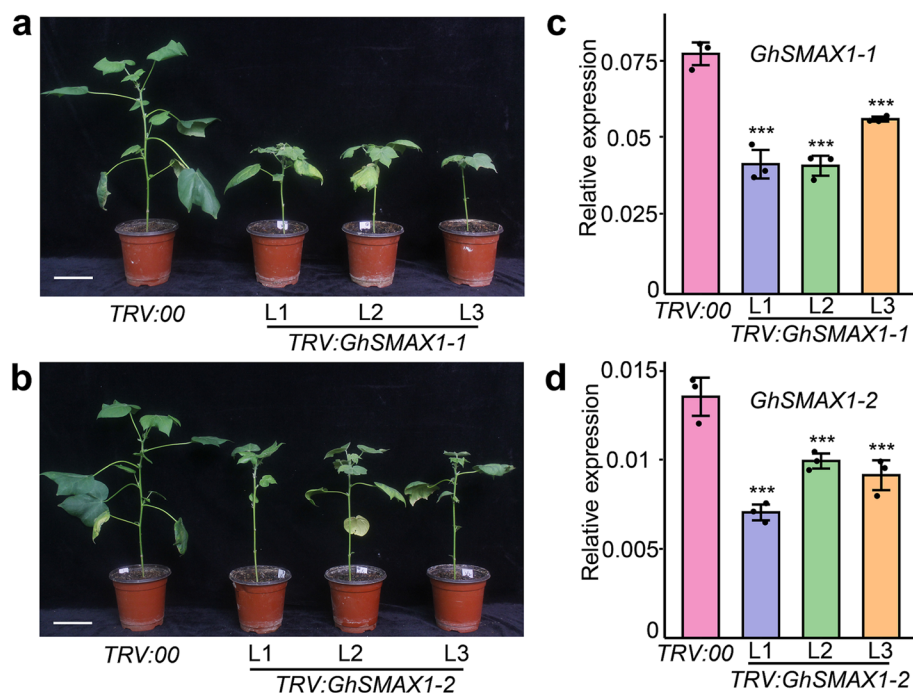 a
TRV:00
L1 L2 L3
TRV:GhSMAX1-1
b
TRV:00
L1 L2 L3
TRV:GhSMAX1-2
c
Relative expression
0.075
0.05
0.025
0
GhSMAX1-1
***
***
***
TRV:00
L1 L2 L3
TRV:GhSMAX1-1
d
Relative expression
0.015
0.01
0.005
0
GhSMAX1-2
***
***
***
TRV:00
L1 L2 L3
TRV:GhSMAX1-2